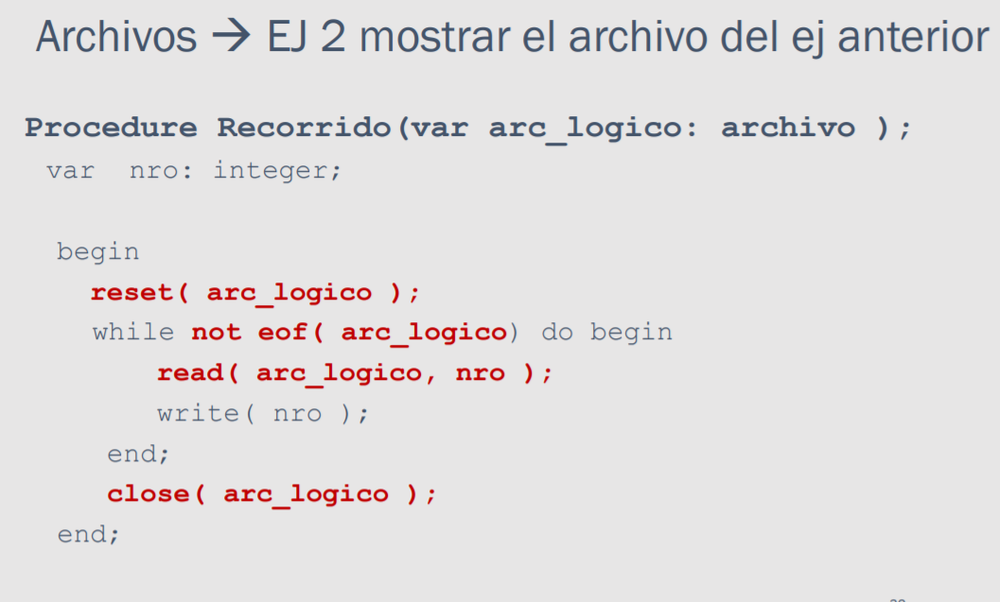 Archivos → EJ 2 mostrar el archivo del ej anterior
Procedure Recorrido(var arc_logico: archivo );
var nro: integer;
begin
reset( arc_logico );
while not eof( arc_logico) do begin
read( arc_logico, nro );
write( nro );
end;
close( arc_logico );
end;